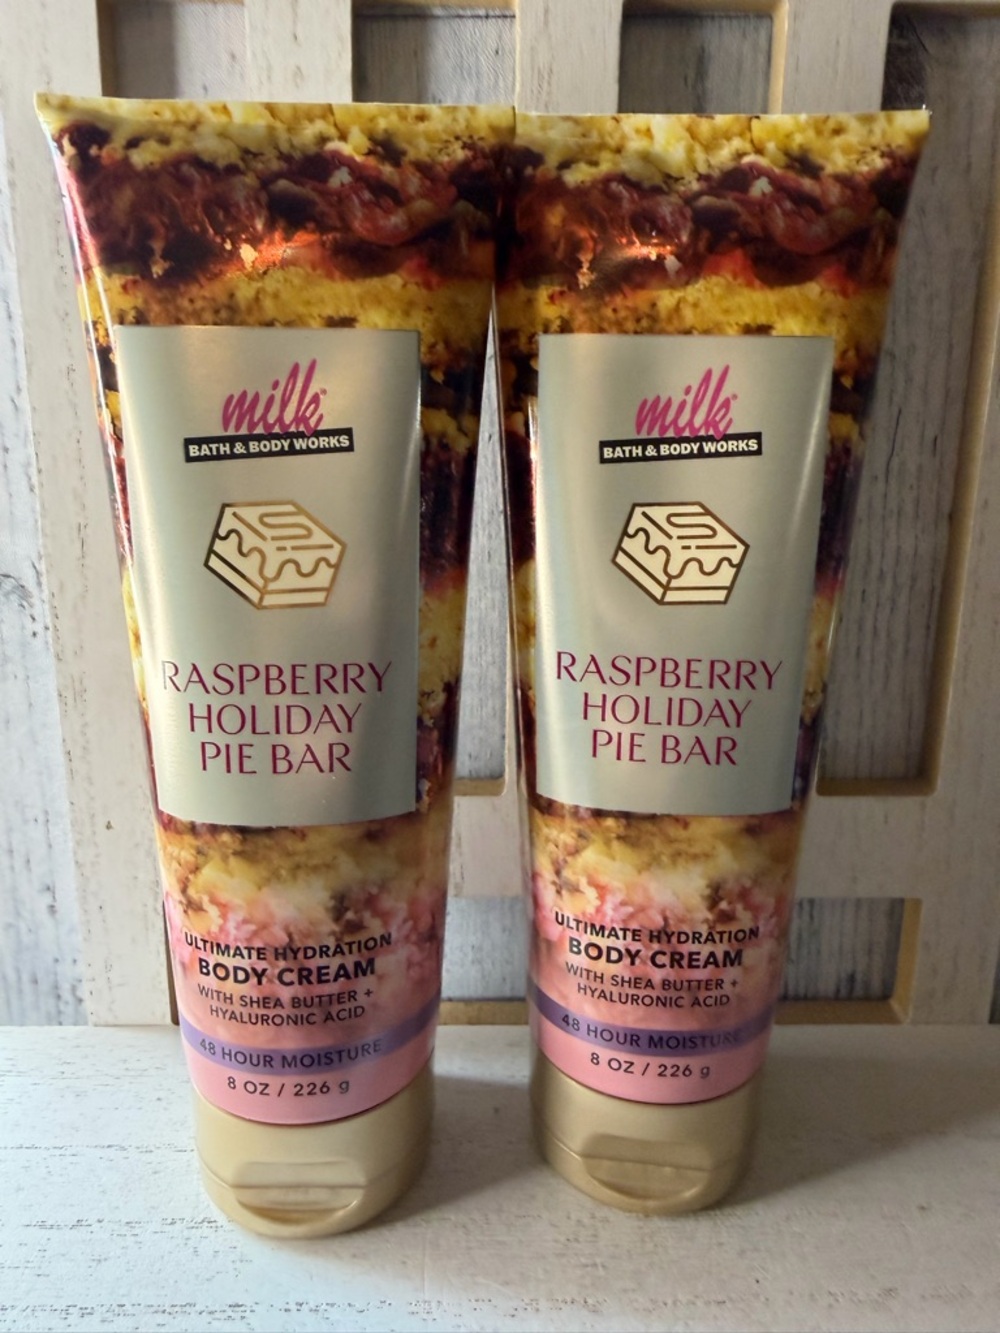 milk
BATH & BODY WORKS
RASPBERRY
HOLIDAY
PIE BAR
ULTIMATE HYDRATION
BODY CREAM
WITH SHEA BUTTER +
HYALURONIC ACID
48 HOUR MOISTURE
8 OZ / 226 g
milk
BATH & BODY WORKS
RASPBERRY
HOLIDAY
PIE BAR
ULTIMATE HYDRATION
BODY CREAM
WITH SHEA BUTTER +
HYALURONIC ACID
48 HOUR MOISTURE
8 OZ / 226 g